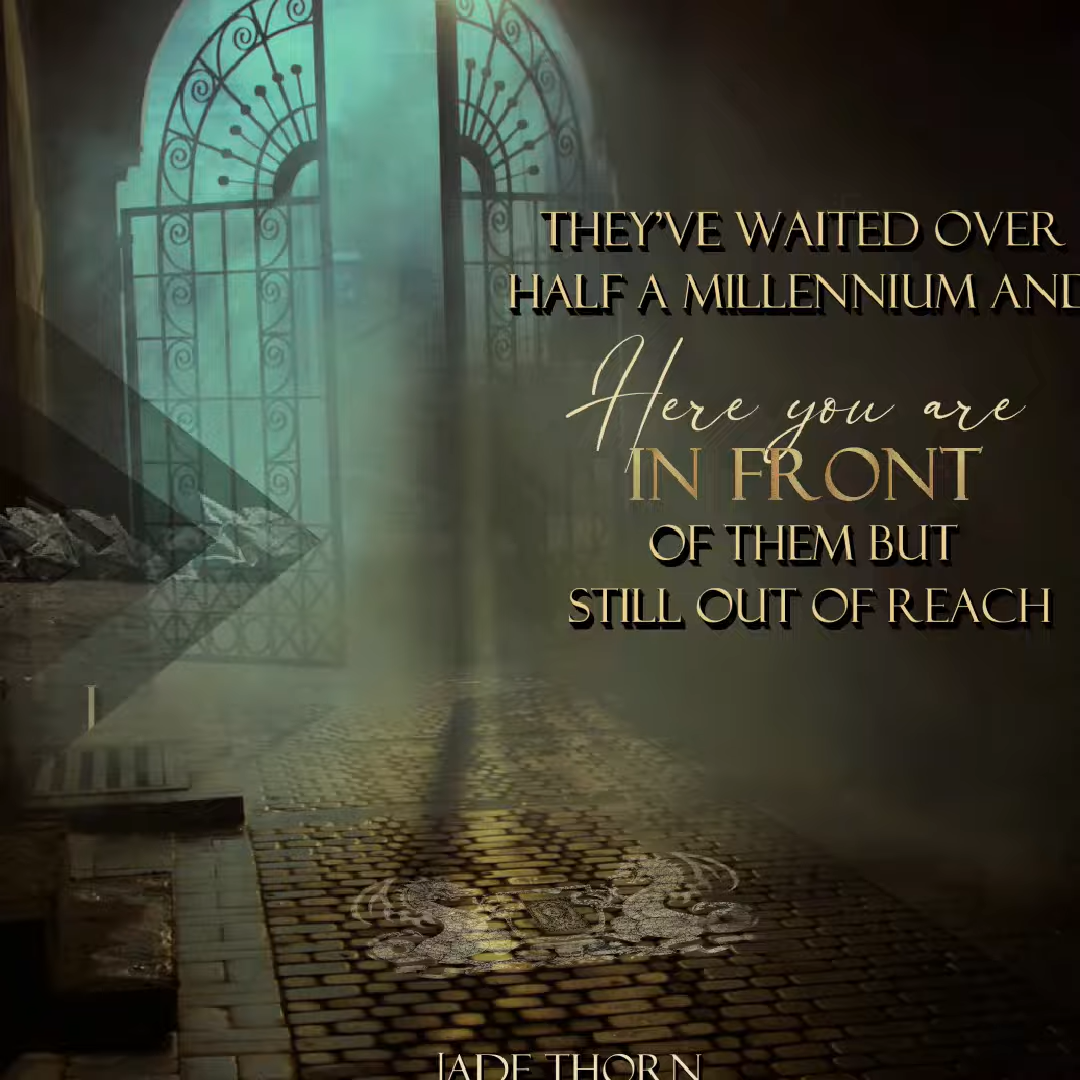 THEY'VE WAITED OVER
HALF A MILLENNIUM AND
Here you are
IN FRONT
OF THEM BUT
STILL OUT OF REACH
JADE THORN